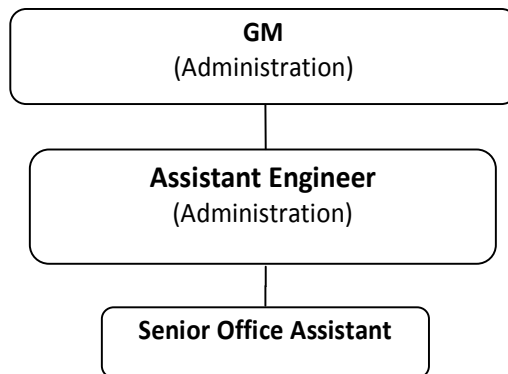 GM
(Administration)
Assistant Engineer
(Administration)
Senior Office Assistant